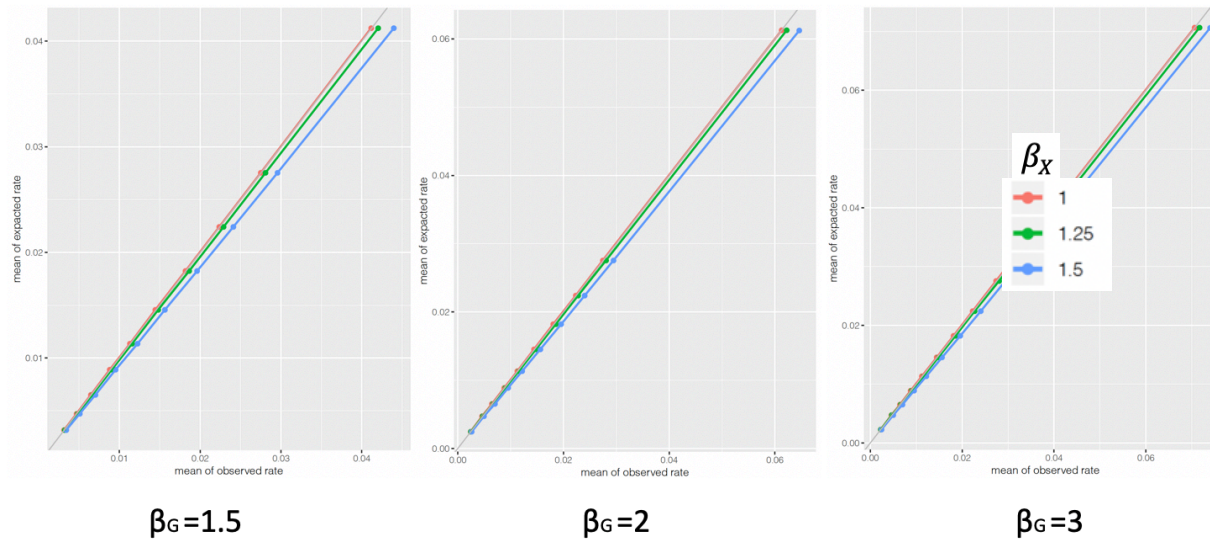 0.04
0.03
0.02
0.01
mean of expacted rate
0.01 0.02 0.03 0.04
mean of observed rate
0.06
0.04
0.02
0.00
mean of expacted rate
0.00 0.02 0.04 0.06
mean of observed rate
0.06
0.04
0.02
0.00
mean of expacted rate
0.00 0.02 0.04 0.06
mean of observed rate
βX
1
1.25
1.5
βG=1.5
βG=2
βG=3